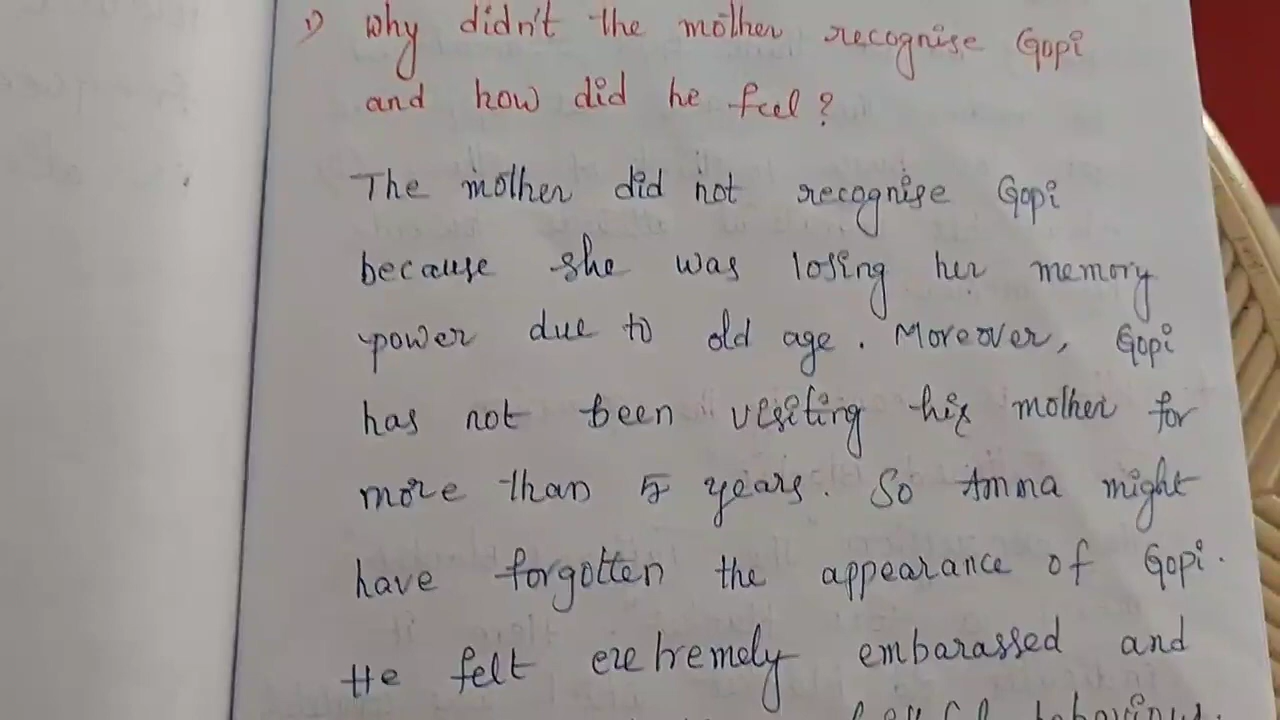 1) Why didn't the mother recognise Gopi
and how did he feel?
The mother did not recognise Gopi
because she was losing her memory
power due to old age. Moreover, Gopi
has not been visiting his mother for
more than 5 years. So Amma might
have forgotten the appearance of Gopi.
He felt extremely embarassed and